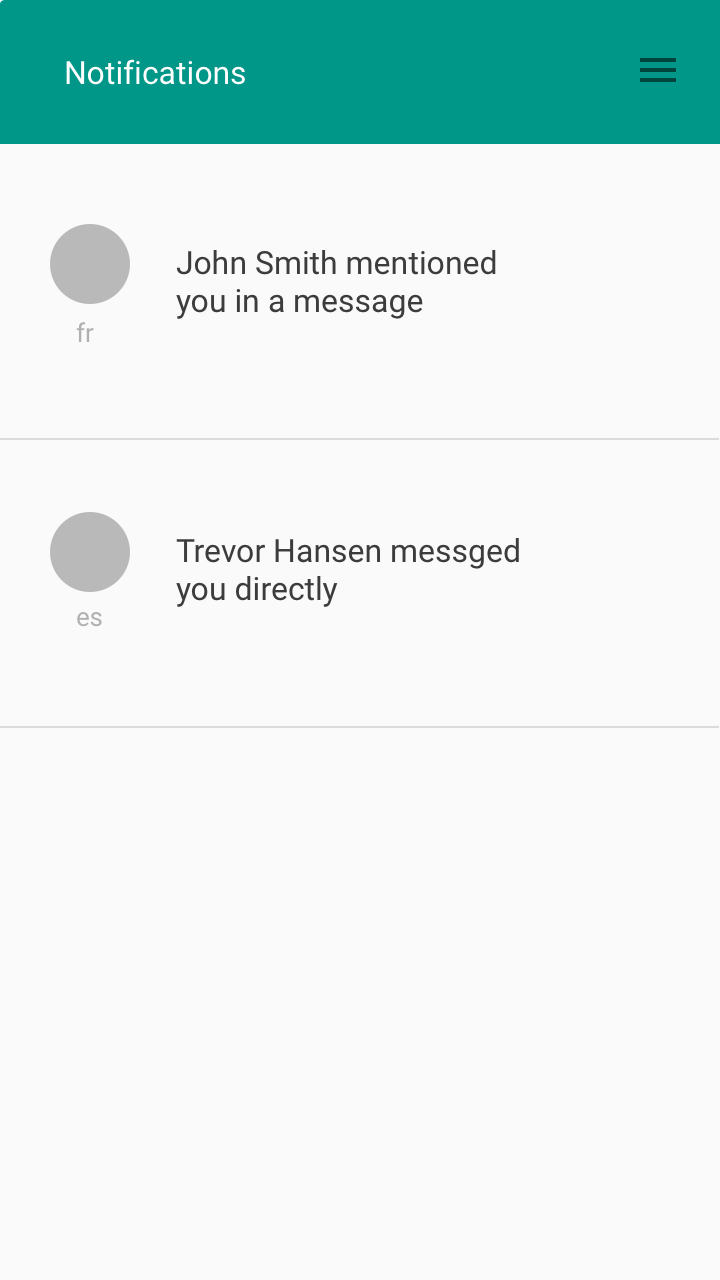 Notifications
John Smith mentioned
you in a message
fr
Trevor Hansen messged
you directly
es